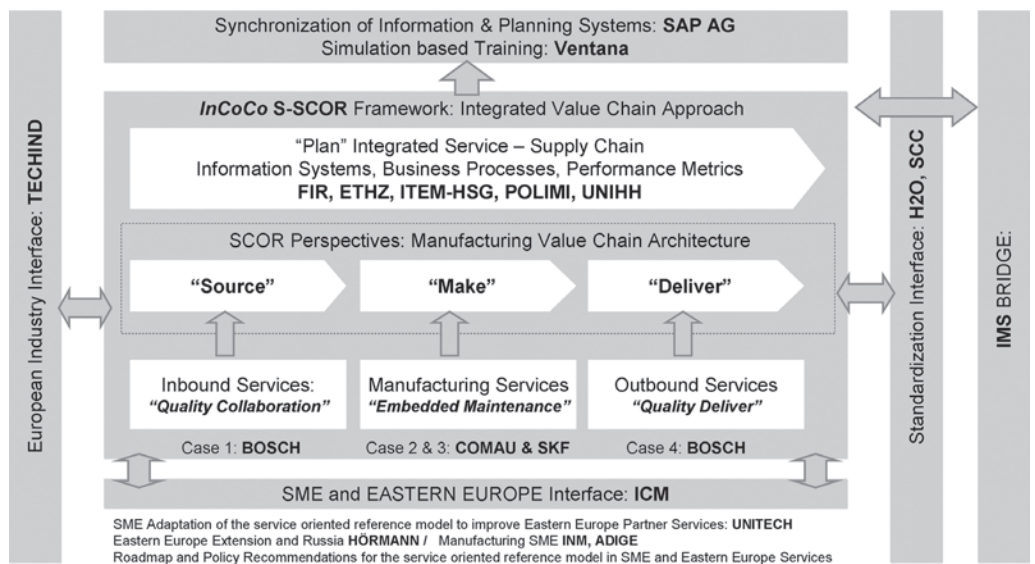 Synchronization of Information & Planning Systems: SAP AG
Simulation based Training: Ventana
InCoCo S-SCOR Framework: Integrated Value Chain Approach
“Plan” Integrated Service – Supply Chain
Information Systems, Business Processes, Performance Metrics
FIR, ETHZ, ITEM-HSG, POLIMI, UNIHH
SCOR Perspectives: Manufacturing Value Chain Architecture
“Source”
“Make”
“Deliver”
Inbound Services:
“Quality Collaboration”
Manufacturing Services
“Embedded Maintenance”
Outbound Services
“Quality Deliver”
Case 1: BOSCH
Case 2 & 3: COMAU & SKF
Case 4: BOSCH
SME and EASTERN EUROPE Interface: ICM
SME Adaptation of the service oriented reference model to improve Eastern Europe Partner Services: UNITECH
Eastern Europe Extension and Russia HÖRMANN / Manufacturing SME INM, ADIGE
Roadmap and Policy Recommendations for the service oriented reference model in SME and Eastern Europe Services
European Industry Interface: TECHIND
Standardization Interface: H2O, SCC
IMS BRIDGE: